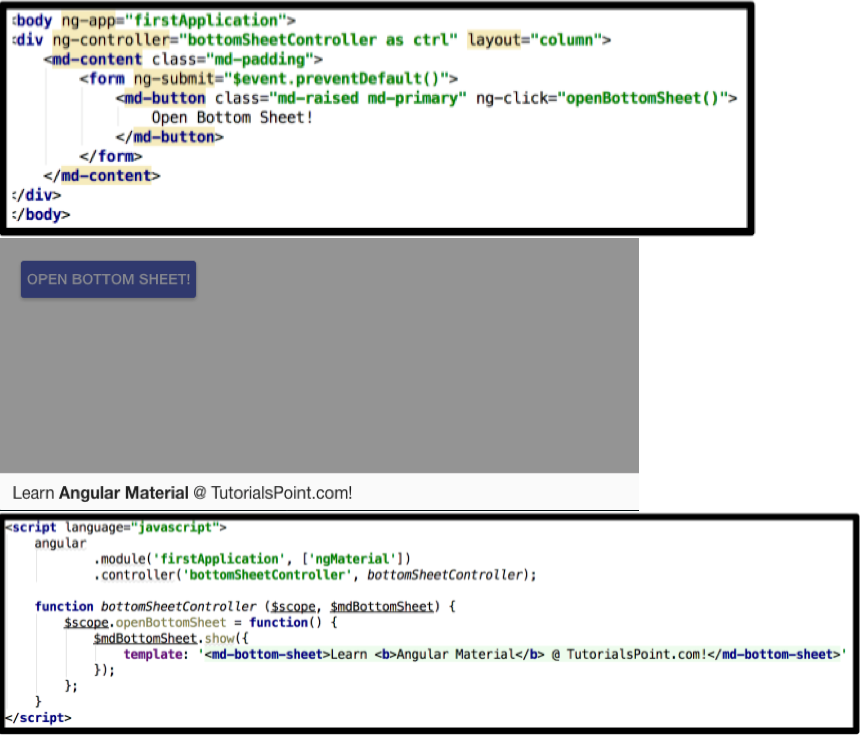 <body ng-app="firstApplication">
<div ng-controller="bottomSheetController as ctrl" layout="column">
<md-content class="md-padding">
<form ng-submit="$event.preventDefault()">
<md-button class="md-raised md-primary" ng-click="openBottomSheet()">
Open Bottom Sheet!
</md-button>
</form>
</md-content>
</div>
</body>
OPEN BOTTOM SHEET!
Learn Angular Material @ TutorialsPoint.com!
<script language="javascript">
angular
.module('firstApplication', ['ngMaterial'])
.controller('bottomSheetController', bottomSheetController);
function bottomSheetController ($scope, $mdBottomSheet) {
$scope.openBottomSheet = function() {
$mdBottomSheet.show({
template: '<md-bottom-sheet>Learn <b>Angular Material</b> @ TutorialsPoint.com!</md-bottom-sheet>'
});
};
}
</script>